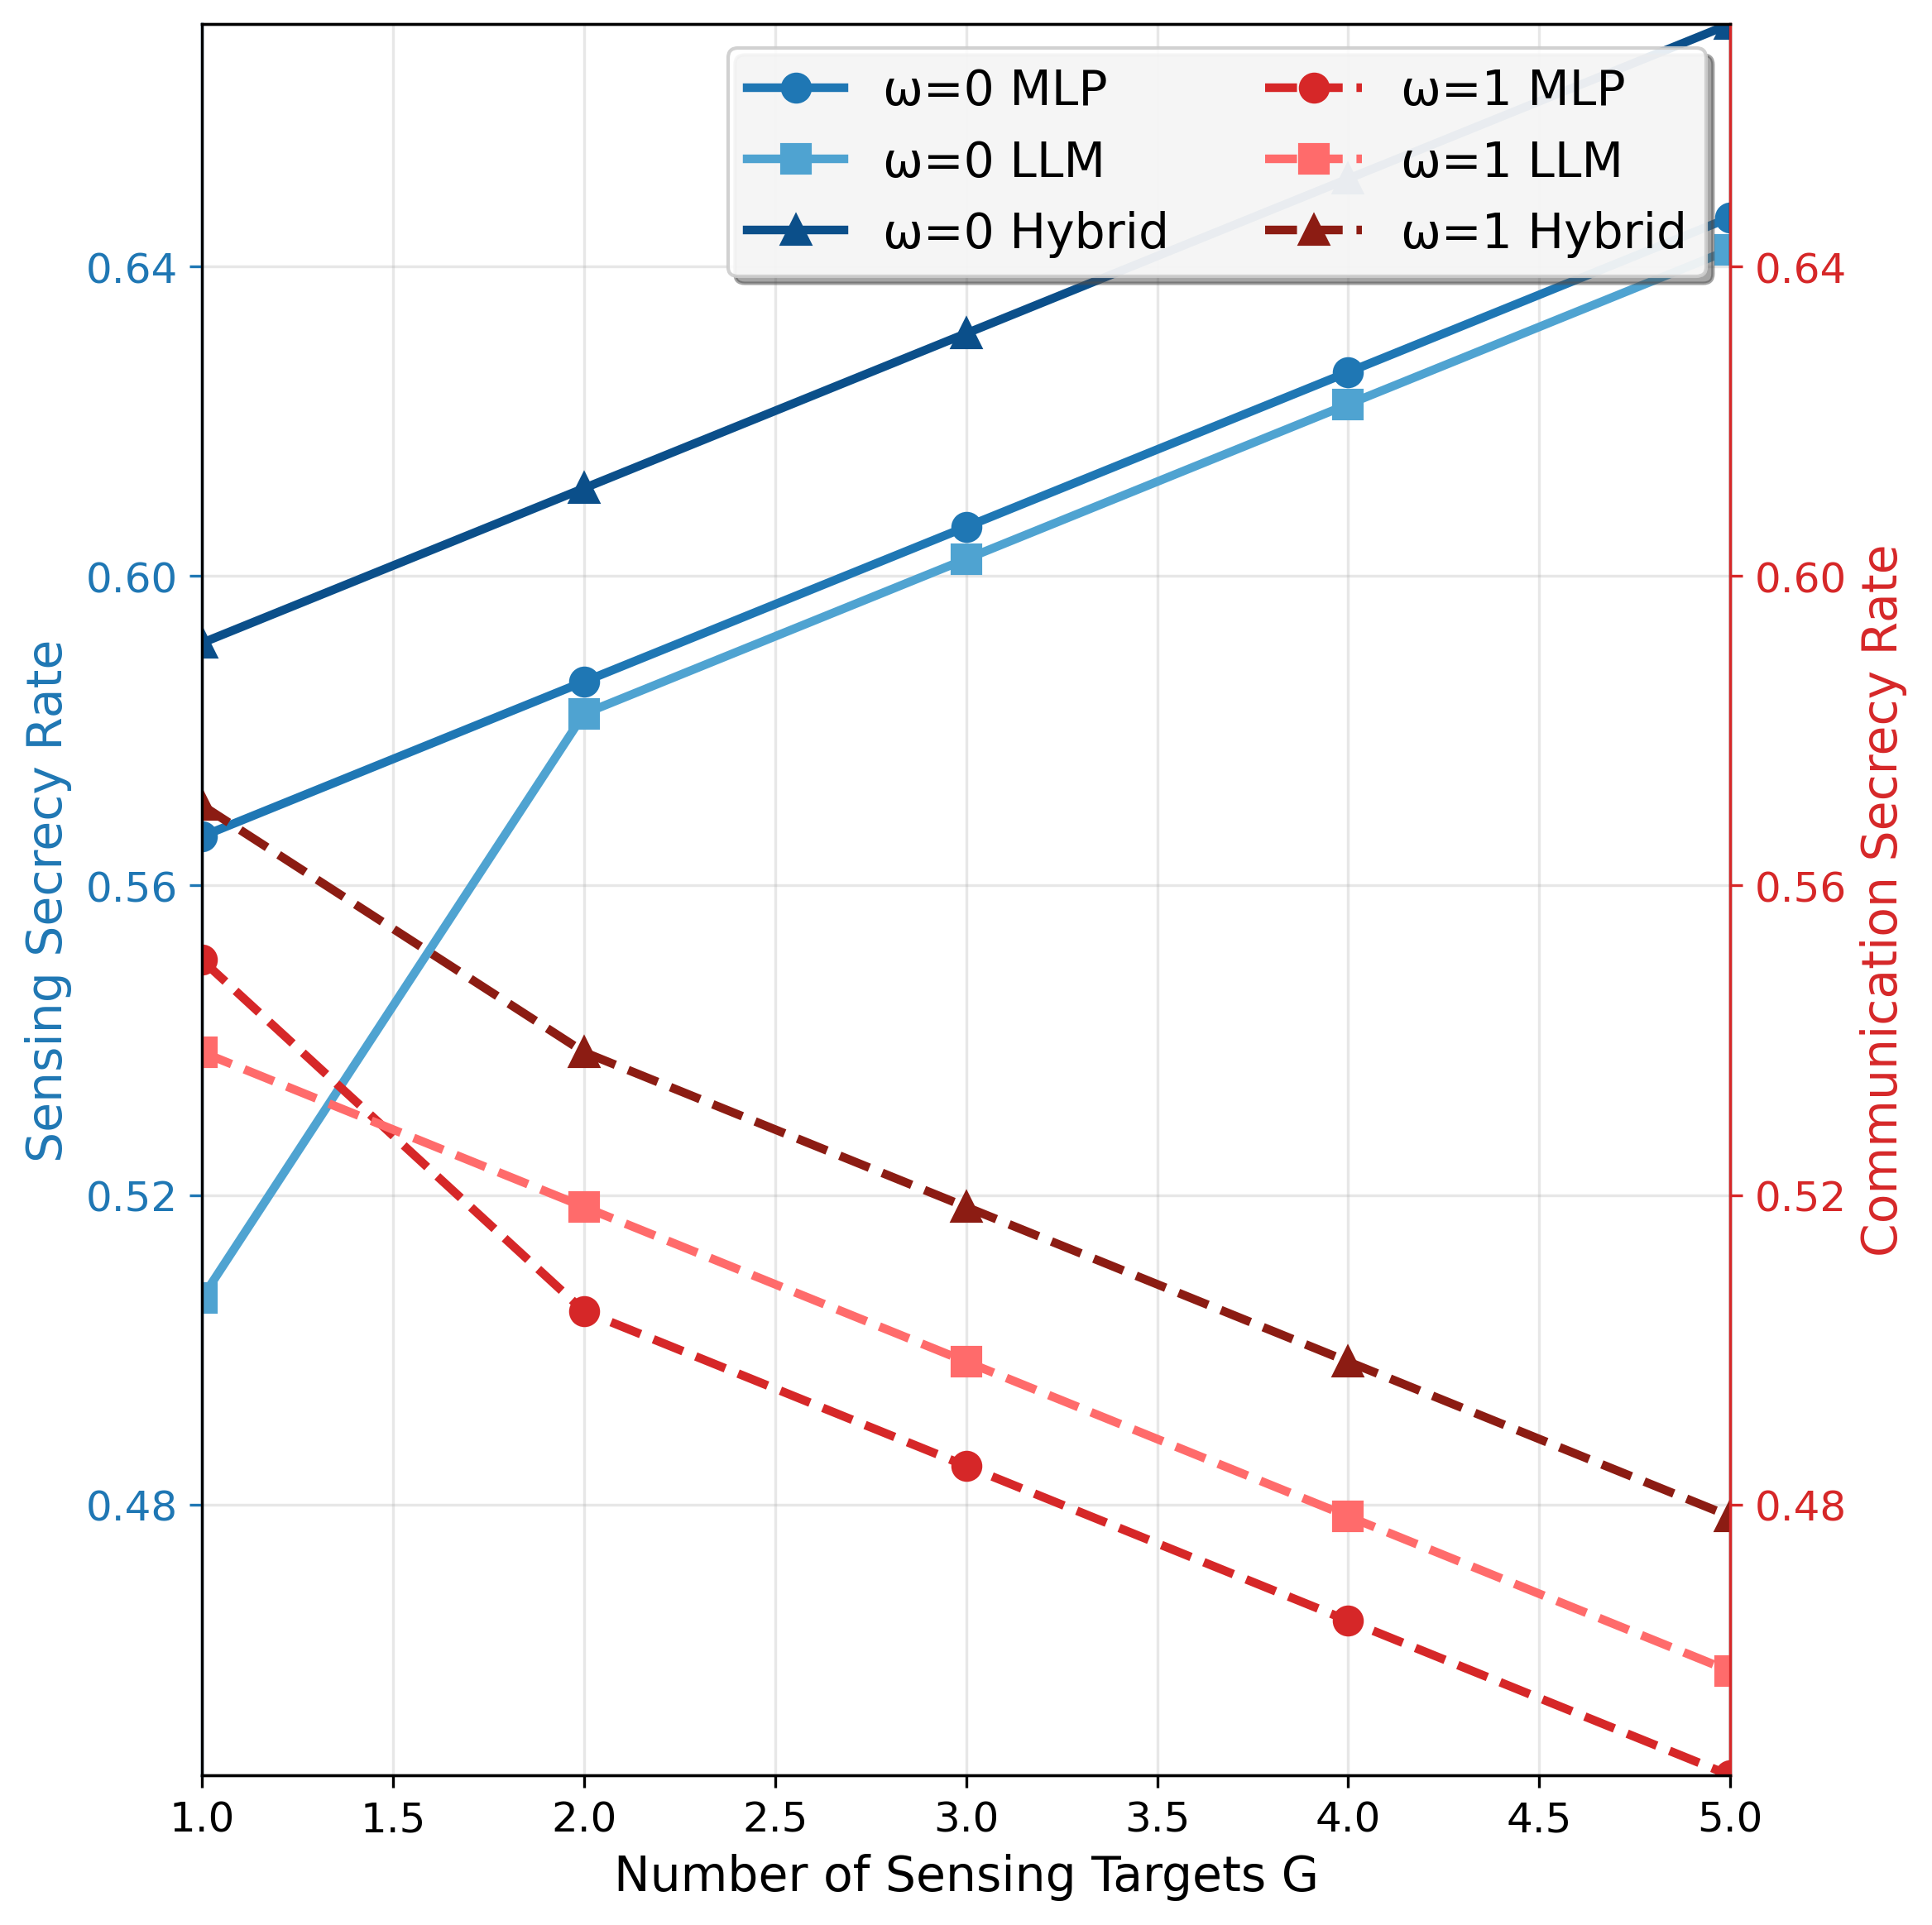 ω=0 MLP
ω=0 LLM
ω=0 Hybrid
ω=1 MLP
ω=1 LLM
ω=1 Hybrid
Sensing Secrecy Rate
0.64
0.60
0.56
0.52
0.48
Communication Secrecy Rate
0.64
0.60
0.56
0.52
0.48
1.0 1.5 2.0 2.5 3.0 3.5 4.0 4.5 5.0
Number of Sensing Targets G